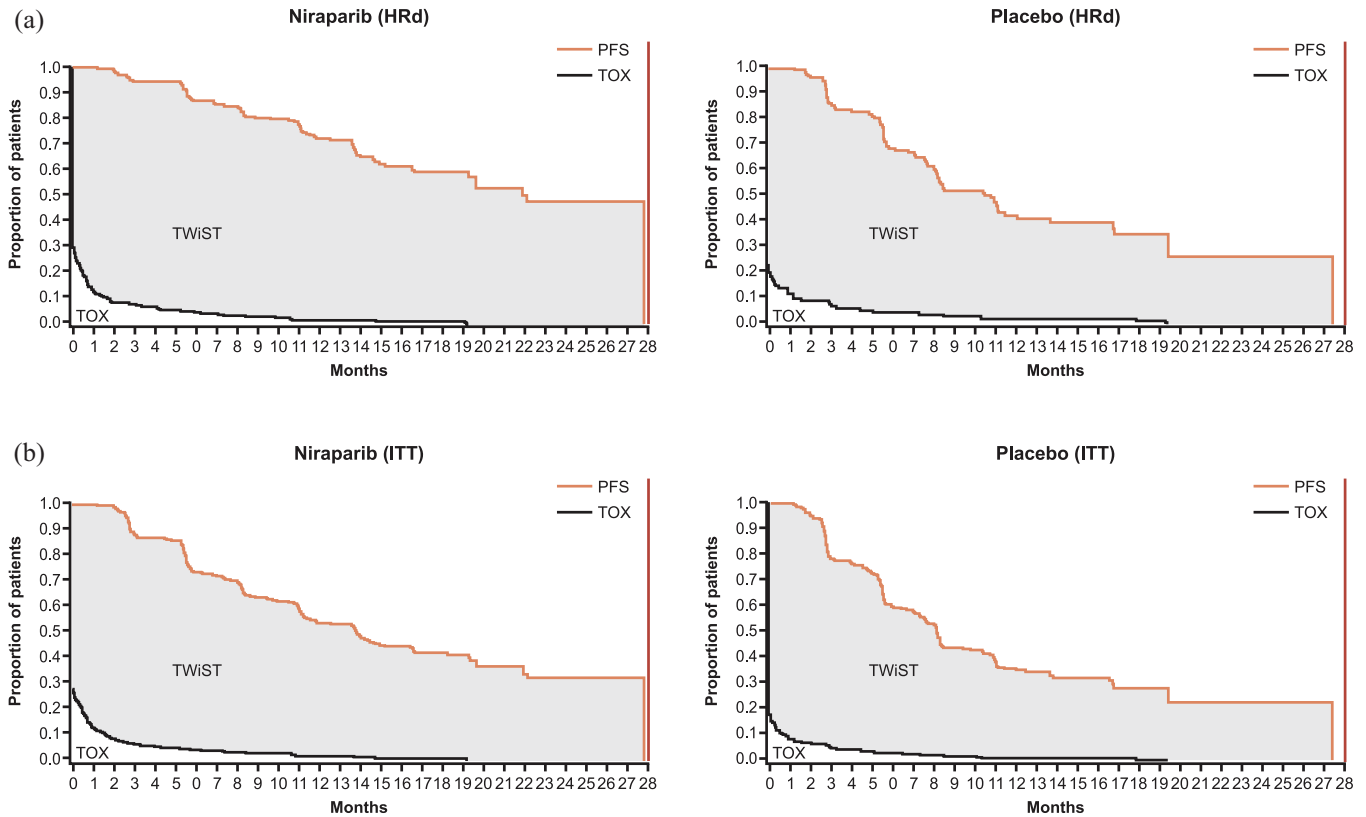 (a)
Niraparib (HRd)
PFS
TOX
Proportion of patients
1.0
0.9
0.8
0.7
0.6
0.5
0.4
0.3
0.2
0.1
0.0
TWiST
TOX
0 1 2 3 4 5 0 7 8 9 10 11 12 13 14 15 16 17 18 19 20 21 22 23 24 25 26 27 28
Months
Placebo (HRd)
PFS
TOX
Proportion of patients
1.0
0.9
0.8
0.7
0.6
0.5
0.4
0.3
0.2
0.1
0.0
TWiST
TOX
0 1 2 3 4 5 0 7 8 9 10 11 12 13 14 15 16 17 18 19 20 21 22 23 24 25 26 27 28
Months
(b)
Niraparib (ITT)
PFS
TOX
Proportion of patients
1.0
0.9
0.8
0.7
0.6
0.5
0.4
0.3
0.2
0.1
0.0
TWiST
TOX
0 1 2 3 4 5 0 7 8 9 10 11 12 13 14 15 16 17 18 19 20 21 22 23 24 25 26 27 28
Months
Placebo (ITT)
PFS
TOX
Proportion of patients
1.0
0.9
0.8
0.7
0.6
0.5
0.4
0.3
0.2
0.1
0.0
TWiST
TOX
0 1 2 3 4 5 0 7 8 9 10 11 12 13 14 15 16 17 18 19 20 21 22 23 24 25 26 27 28
Months